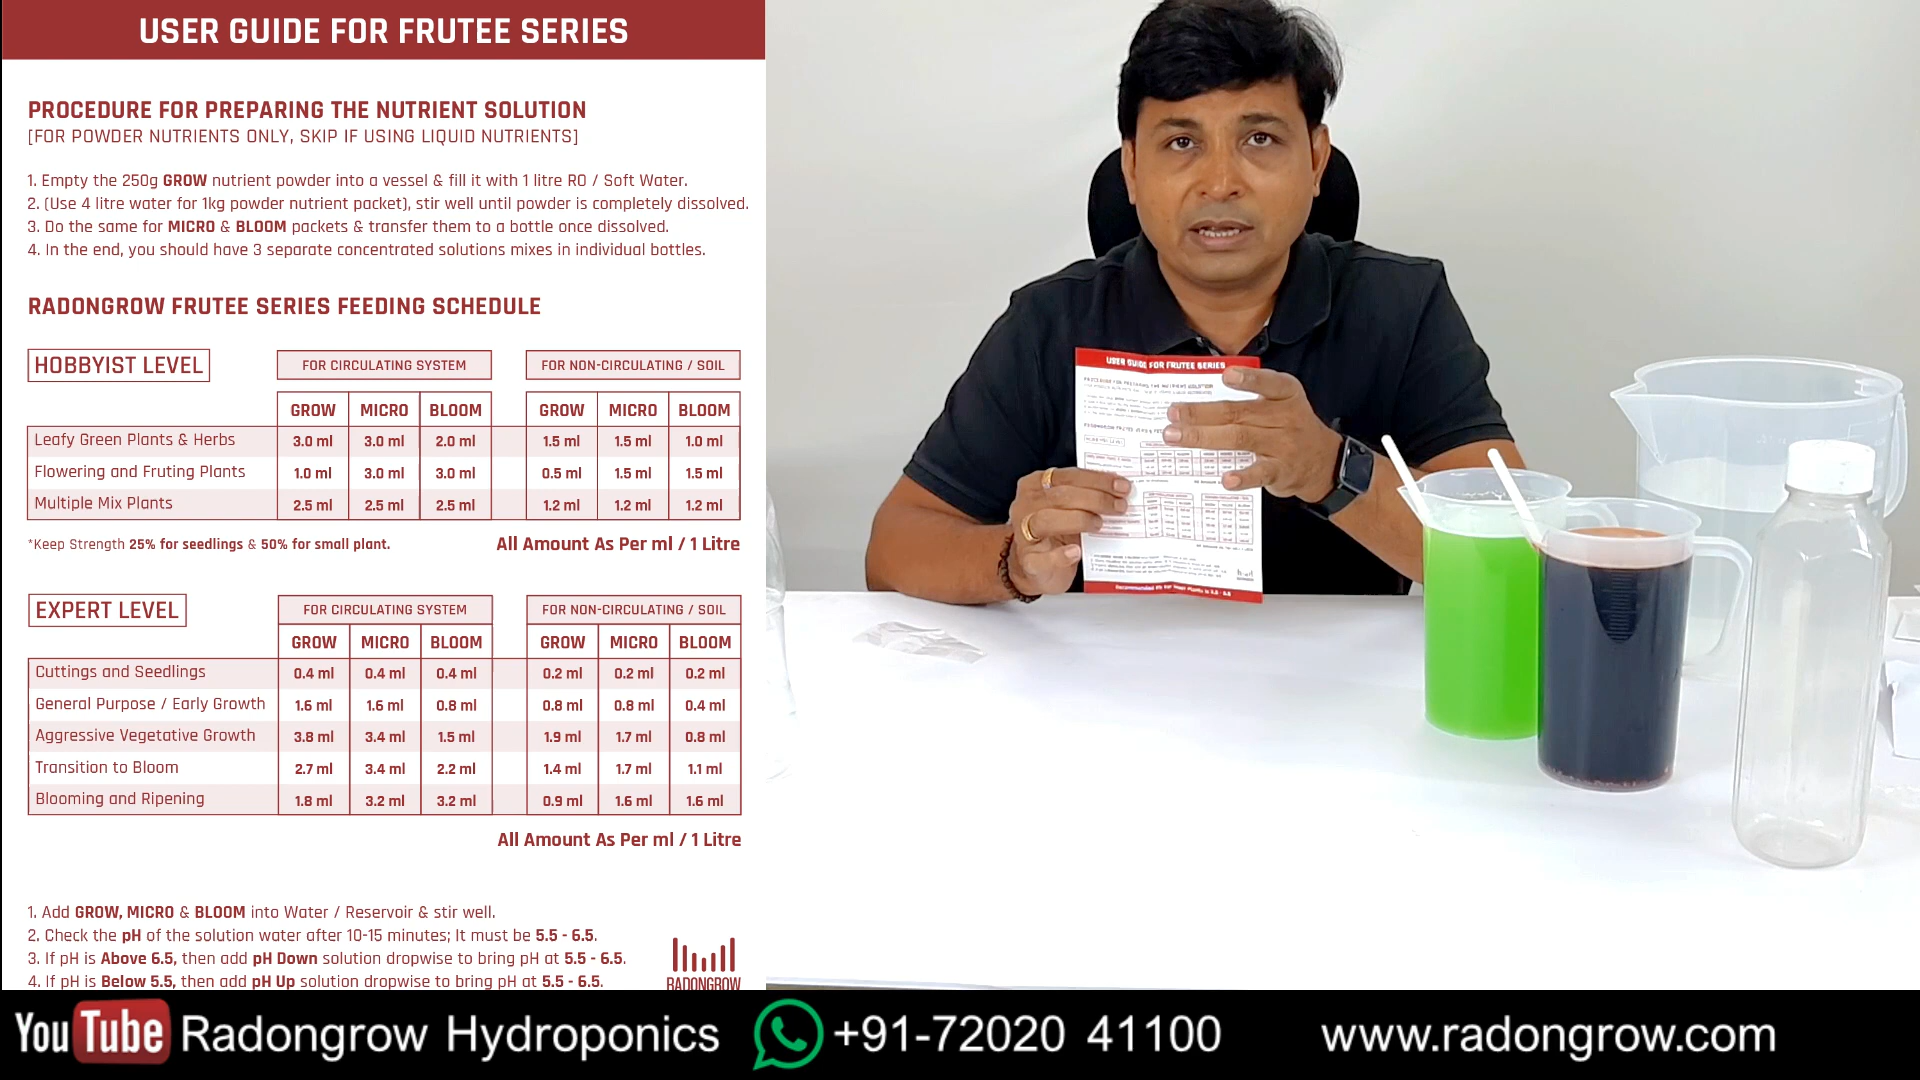 USER GUIDE FOR FRUTEE SERIES
PROCEDURE FOR PREPARING THE NUTRIENT SOLUTION
[FOR POWDER NUTRIENTS ONLY, SKIP IF USING LIQUID NUTRIENTS]
1. Empty the 250g GROW nutrient powder into a vessel & fill it with 1 litre RO / Soft Water.
2. (Use 4 litre water for 1kg powder nutrient packet), stir well until powder is completely dissolved.
3. Do the same for MICRO & BLOOM packets & transfer them to a bottle once dissolved.
4. In the end, you should have 3 separate concentrated solutions mixes in individual bottles.
RADONGROW FRUTEE SERIES FEEDING SCHEDULE
HOBBYIST LEVEL FOR CIRCULATING SYSTEM FOR NON-CIRCULATING / SOIL
GROW MICRO BLOOM GROW MICRO BLOOM
Leafy Green Plants & Herbs 3.0 ml 3.0 ml 2.0 ml 1.5 ml 1.5 ml 1.0 ml
Flowering and Fruting Plants 1.0 ml 3.0 ml 3.0 ml 0.5 ml 1.5 ml 1.5 ml
Multiple Mix Plants 2.5 ml 2.5 ml 2.5 ml 1.2 ml 1.2 ml 1.2 ml
*Keep Strength 25% for seedlings & 50% for small plant. All Amount As Per ml / 1 Litre
EXPERT LEVEL FOR CIRCULATING SYSTEM FOR NON-CIRCULATING / SOIL
GROW MICRO BLOOM GROW MICRO BLOOM
Cuttings and Seedlings 0.4 ml 0.4 ml 0.4 ml 0.2 ml 0.2 ml 0.2 ml
General Purpose / Early Growth 1.6 ml 1.6 ml 0.8 ml 0.8 ml 0.8 ml 0.4 ml
Aggressive Vegetative Growth 3.8 ml 3.4 ml 1.5 ml 1.9 ml 1.7 ml 0.8 ml
Transition to Bloom 2.7 ml 3.4 ml 2.2 ml 1.4 ml 1.7 ml 1.1 ml
Blooming and Ripening 1.8 ml 3.2 ml 3.2 ml 0.9 ml 1.6 ml 1.6 ml
All Amount As Per ml / 1 Litre
1. Add GROW, MICRO & BLOOM into Water / Reservoir & stir well.
2. Check the pH of the solution water after 10-15 minutes; It must be 5.5 - 6.5.
3. If pH is Above 6.5, then add pH Down solution dropwise to bring pH at 5.5 - 6.5.
4. If pH is Below 5.5, then add pH Up solution dropwise to bring pH at 5.5 - 6.5.
RADONGROW
USER GUIDE FOR FRUTEE SERIES
YouTube Radongrow Hydroponics +91-72020 41100 www.radongrow.com